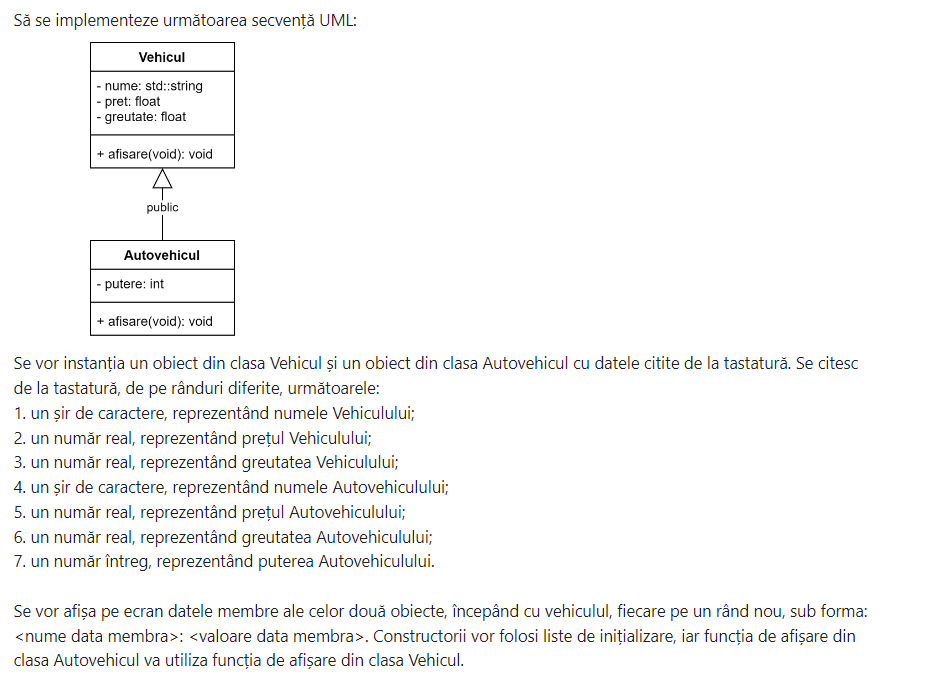 Să se implementeze următoarea secvență UML:
Vehicul
- nume: std::string
- pret: float
- greutate: float
+ afisare(void): void
public
Autovehicul
- putere: int
+ afisare(void): void
Se vor instanția un obiect din clasa Vehicul și un obiect din clasa Autovehicul cu datele citite de la tastatură. Se citesc
de la tastatură, de pe rânduri diferite, următoarele:
1. un șir de caractere, reprezentând numele Vehiculului;
2. un număr real, reprezentând prețul Vehiculului;
3. un număr real, reprezentând greutatea Vehiculului;
4. un șir de caractere, reprezentând numele Autovehiculului;
5. un număr real, reprezentând prețul Autovehiculului;
6. un număr real, reprezentând greutatea Autovehiculului;
7. un număr întreg, reprezentând puterea Autovehiculului.
Se vor afișa pe ecran datele membre ale celor două obiecte, începând cu vehiculul, fiecare pe un rând nou, sub forma:
<nume data membra>: <valoare data membra>. Constructorii vor folosi liste de inițializare, iar funcția de afișare din
clasa Autovehicul va utiliza funcția de afișare din clasa Vehicul.